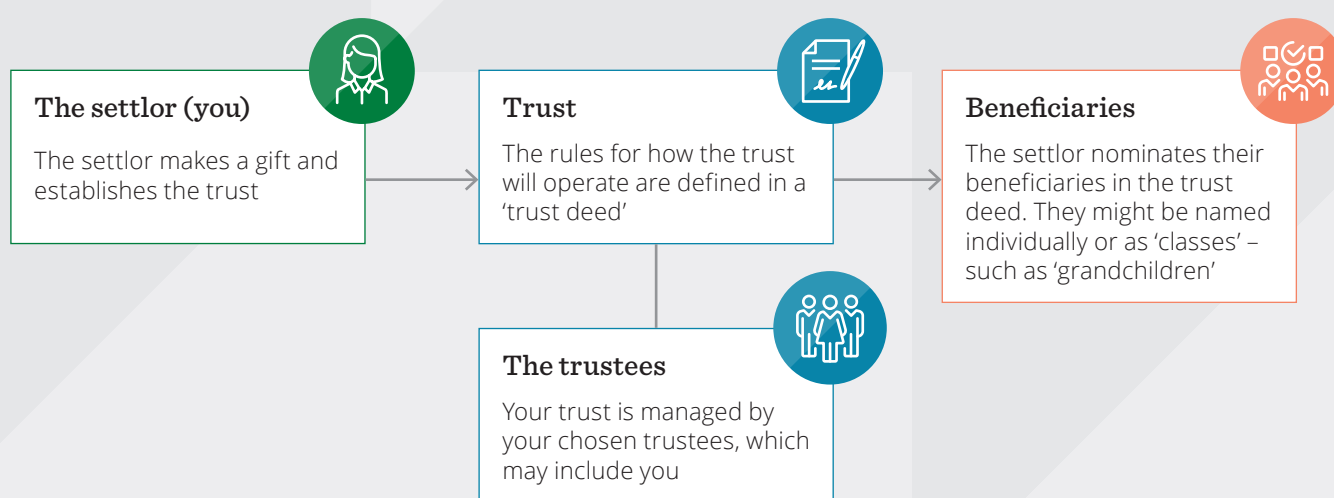 The settlor (you)
The settlor makes a gift and
establishes the trust
Trust
The rules for how the trust
will operate are defined in a
‘trust deed’
Beneficiaries
The settlor nominates their
beneficiaries in the trust
deed. They might be named
individually or as ‘classes’ –
such as ‘grandchildren’
The trustees
Your trust is managed by
your chosen trustees, which
may include you